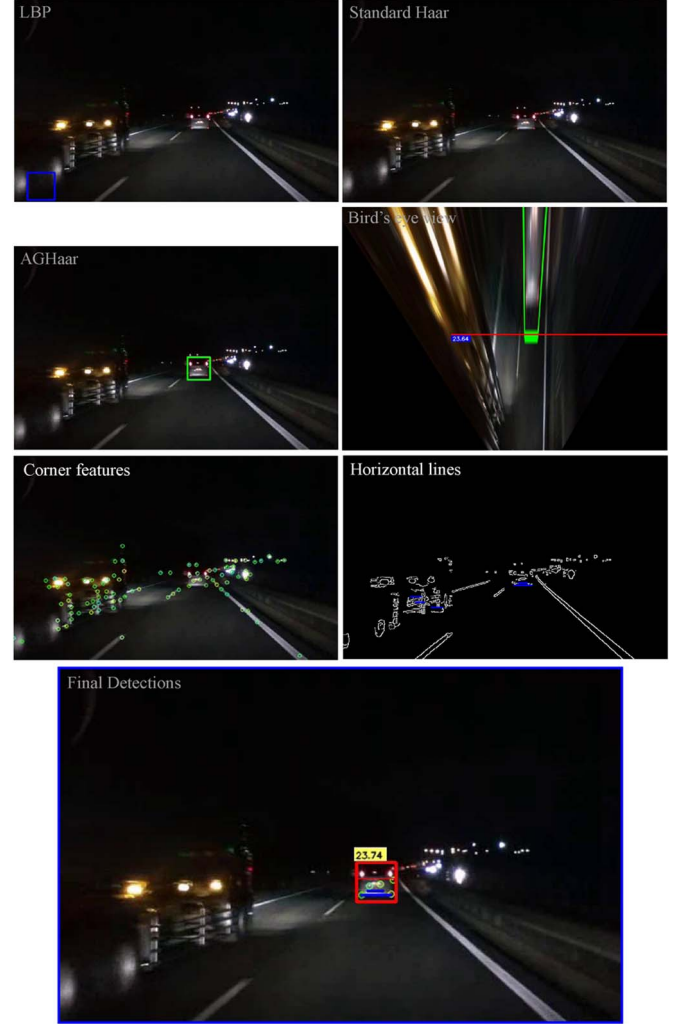 LBP
Standard Haar
Bird's eye view
AGHaar
23.64
Corner features
Horizontal lines
Final Detections
23.74